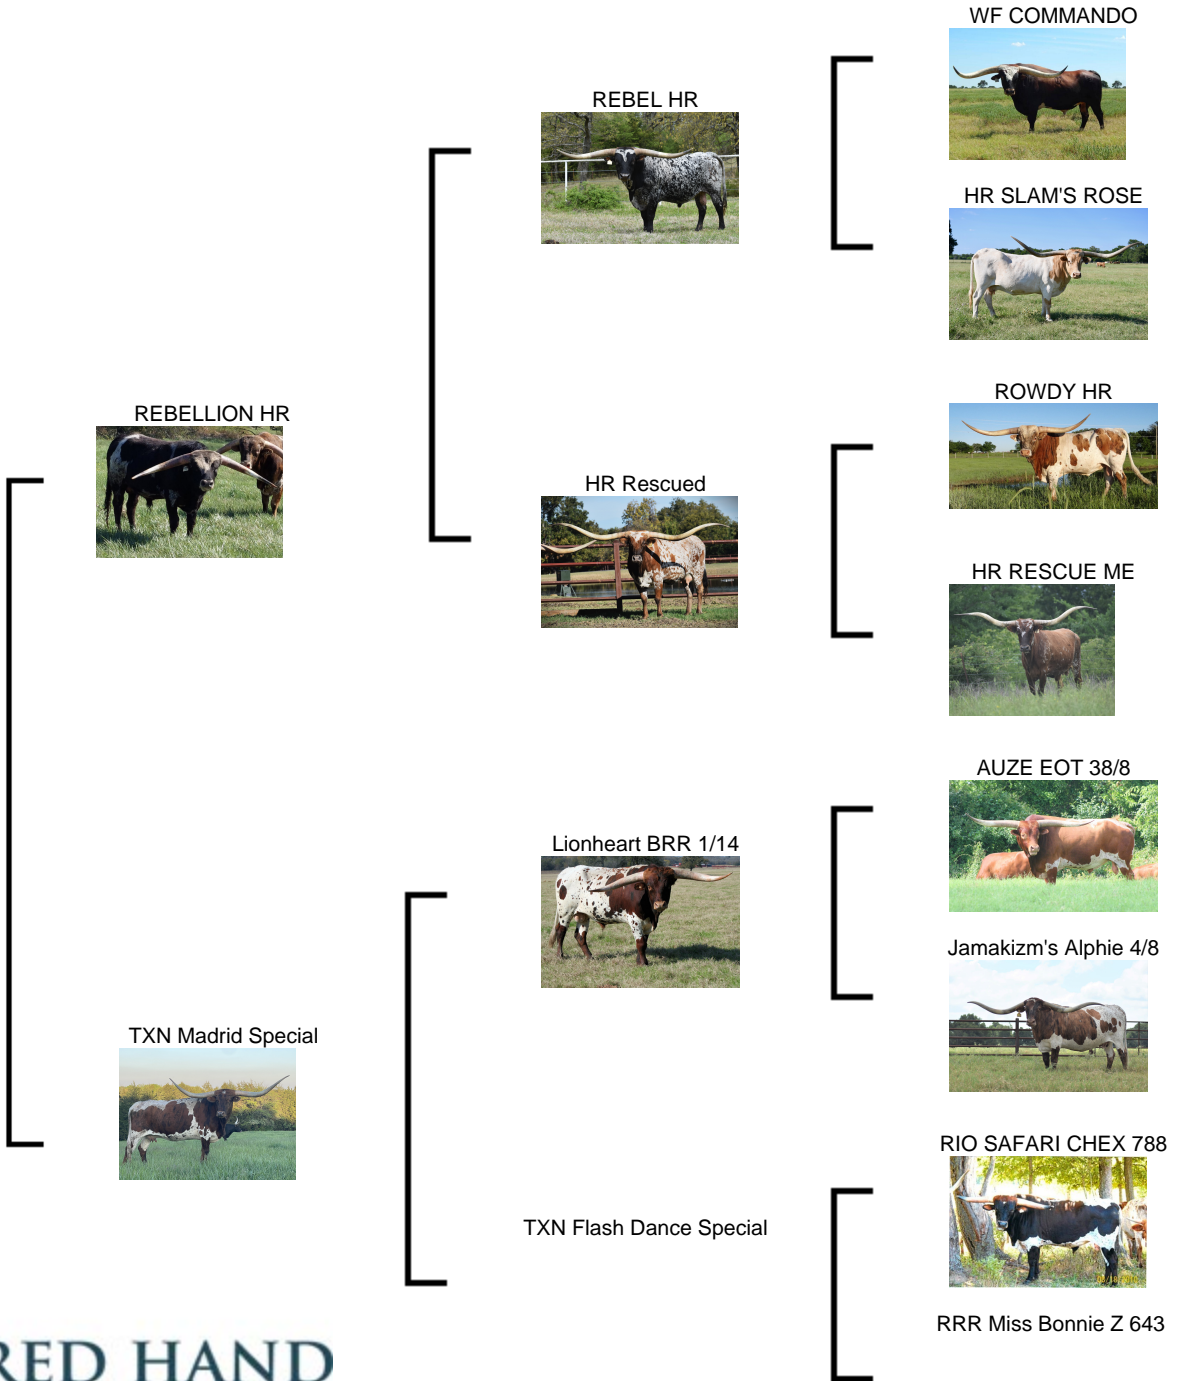 WF COMMANDO
REBEL HR
HR SLAM'S ROSE
ROWDY HR
REBELLION HR
HR Rescued
HR RESCUE ME
AUZE EOT 38/8
Lionheart BRR 1/14
Jamakizm's Alphie 4/8
TXN Madrid Special
RIO SAFARI CHEX 788
TXN Flash Dance Special
RRR Miss Bonnie Z 643
RED HAND